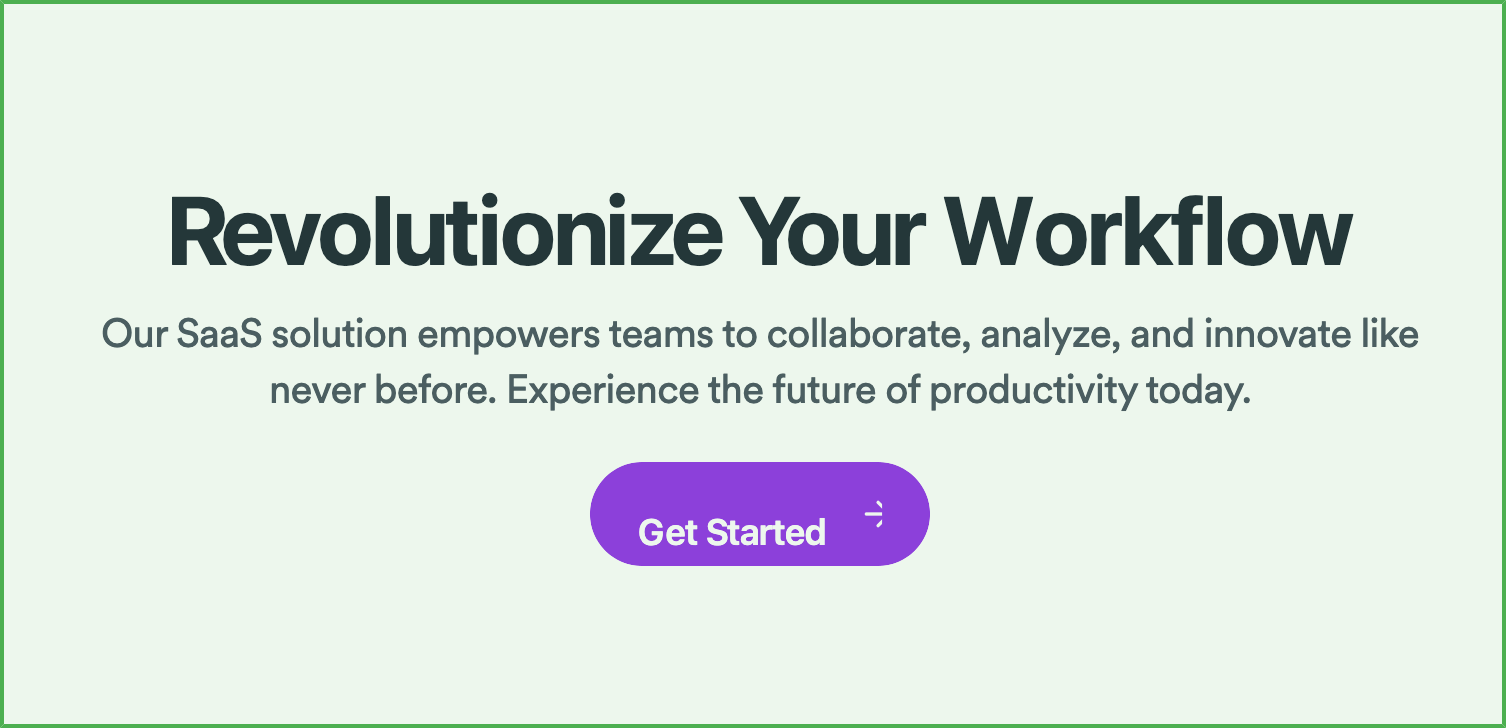 Revolutionize Your Workflow
Our SaaS solution empowers teams to collaborate, analyze, and innovate like
never before. Experience the future of productivity today.
Get Started